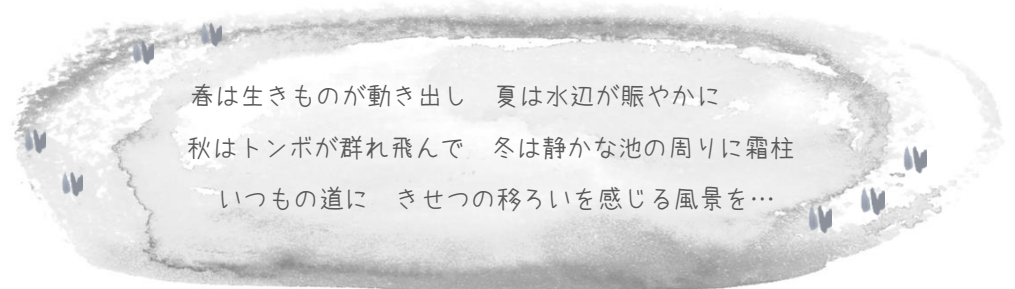 春は生きものが動き出し　夏は水辺が賑やかに
秋はトンボが群れ飛んで　冬は静かな池の周りに霜柱
いつもの道に　きせつの移ろいを感じる風景を…